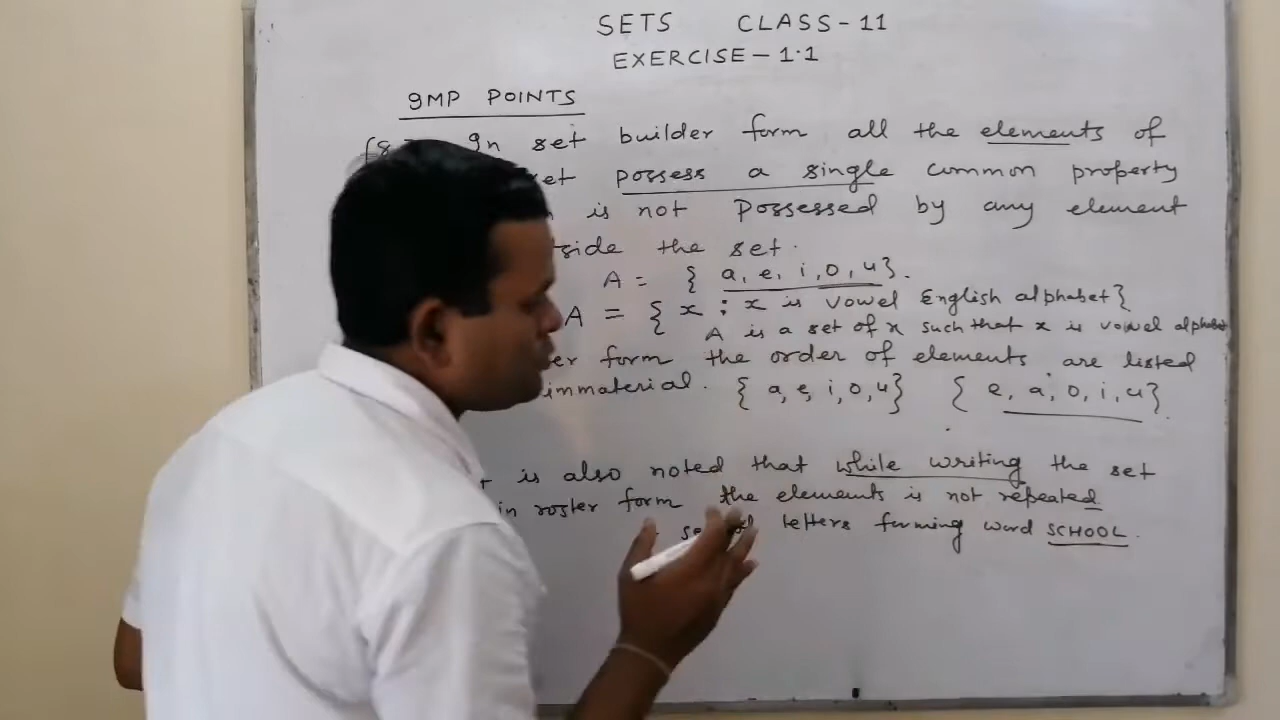 SETS CLASS-11
EXERCISE-1.1
IMP POINTS
In set builder form all the elements of
possess a single common property
is not possessed by any element
the set.
A = { a, e, i, o, u }.
A = { x : x is vowel English alphabet }
A is a set of x such that x is vowel alphabet
form the order of elements are listed
immaterial. { a, e, i, o, u } { e, a, o, i, u }
is also noted that while writing the set
in roster form the elements is not repeated
letters forming word SCHOOL.